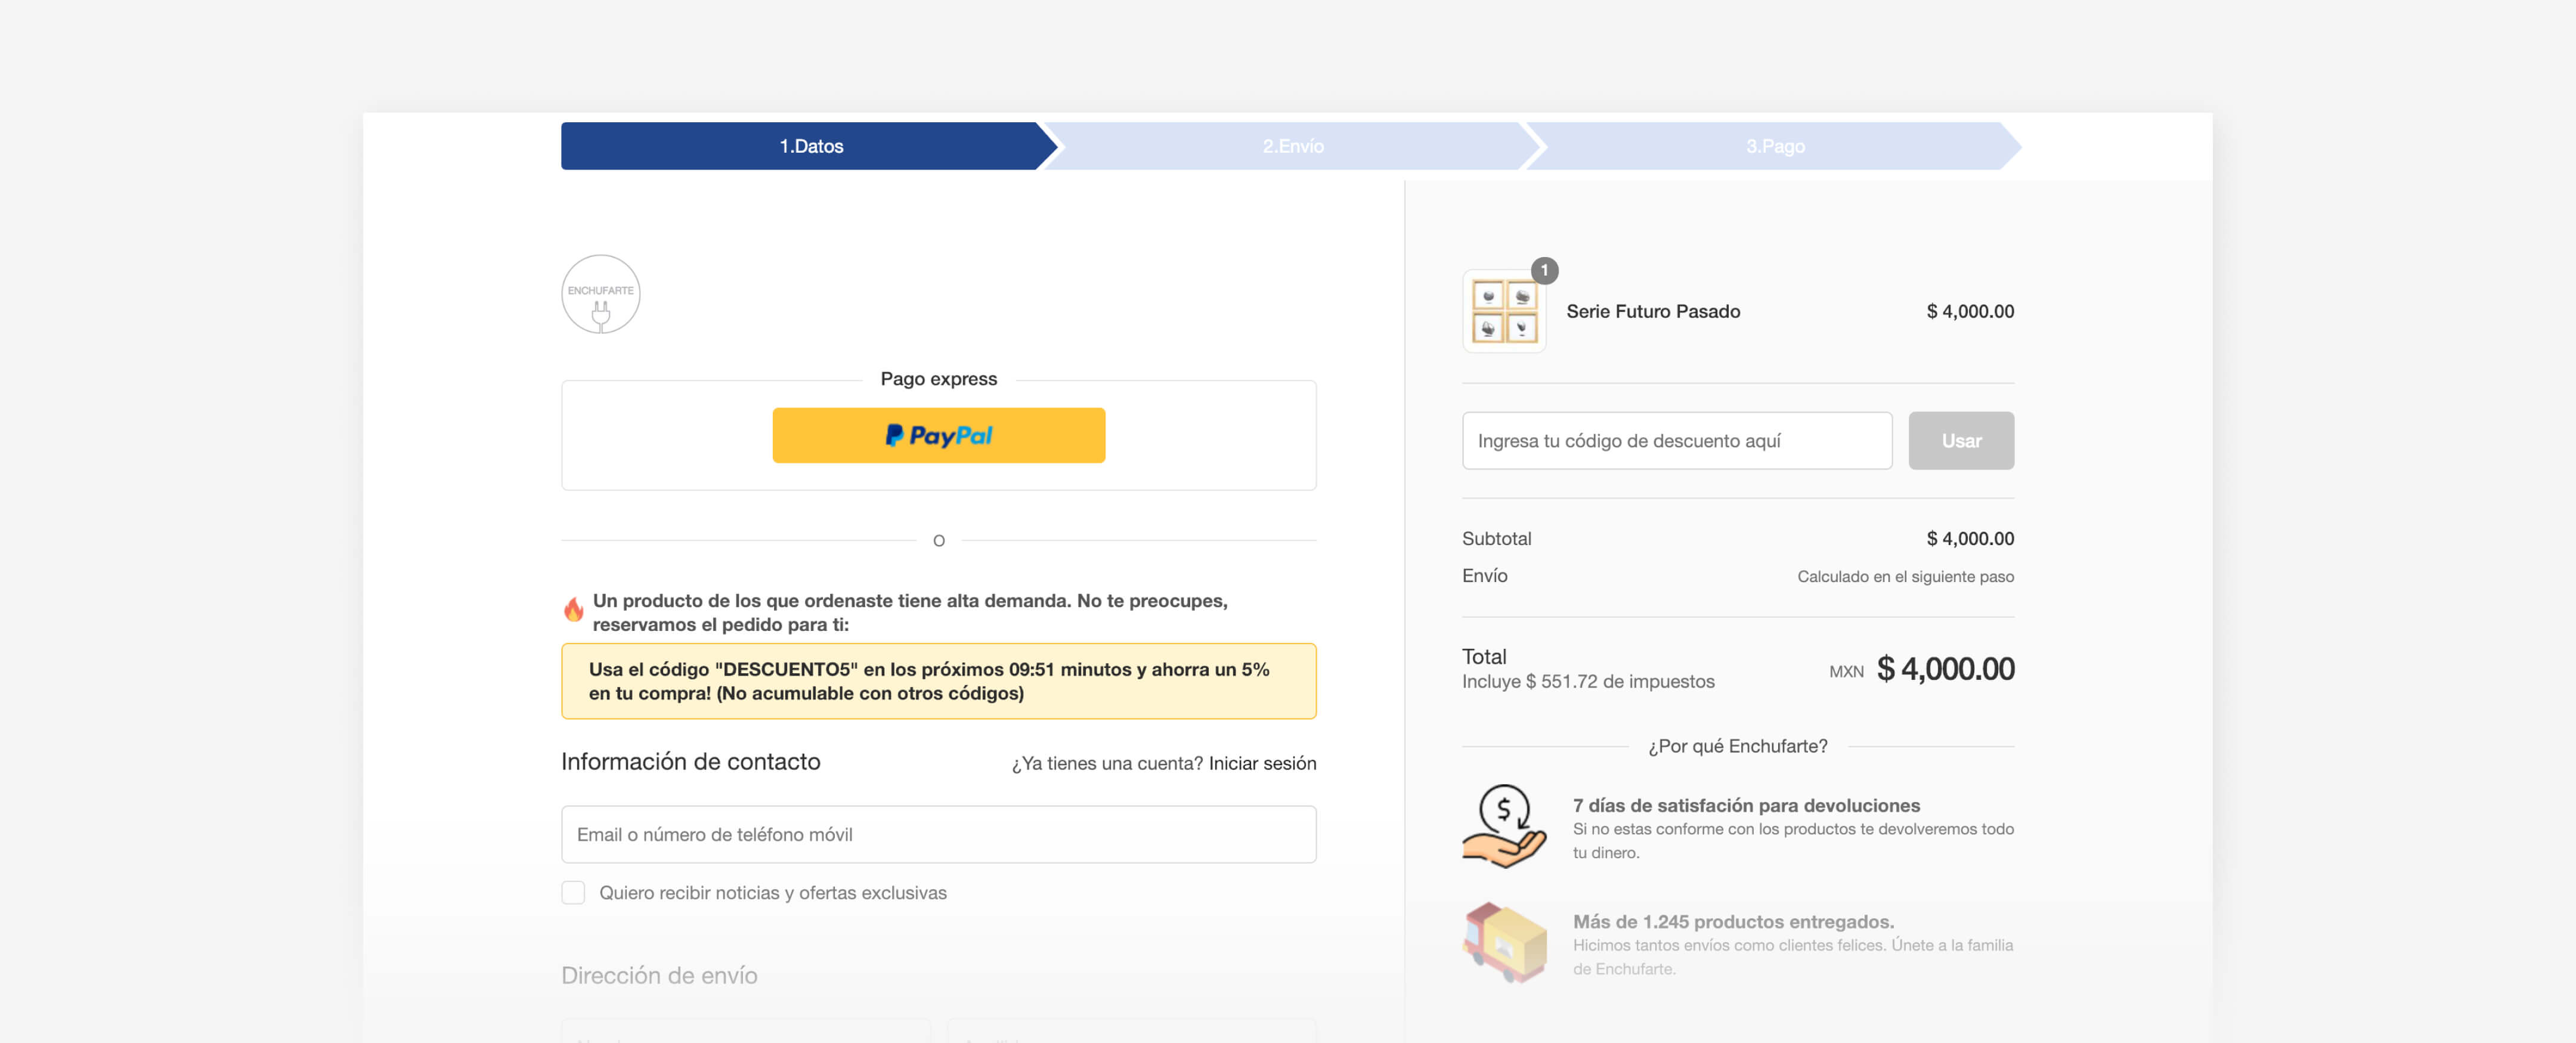 1.Datos
2.Envío
3.Pago
ENCHUFARTE
Pago express
PayPal
O
Un producto de los que ordenaste tiene alta demanda. No te preocupes,
reservamos el pedido para ti:
Usa el código "DESCUENTO5" en los próximos 09:51 minutos y ahorra un 5%
en tu compra! (No acumulable con otros códigos)
Información de contacto
¿Ya tienes una cuenta? Iniciar sesión
Email o número de teléfono móvil
Quiero recibir noticias y ofertas exclusivas
Dirección de envío
1
Serie Futuro Pasado
$ 4,000.00
Ingresa tu código de descuento aquí
Usar
Subtotal
$ 4,000.00
Envío
Calculado en el siguiente paso
Total
MXN $ 4,000.00
Incluye $ 551.72 de impuestos
¿Por qué Enchufarte?
7 días de satisfacción para devoluciones
Si no estas conforme con los productos te devolveremos todo
tu dinero.
Más de 1.245 productos entregados.
Hicimos tantos envíos como clientes felices. Únete a la familia
de Enchufarte.